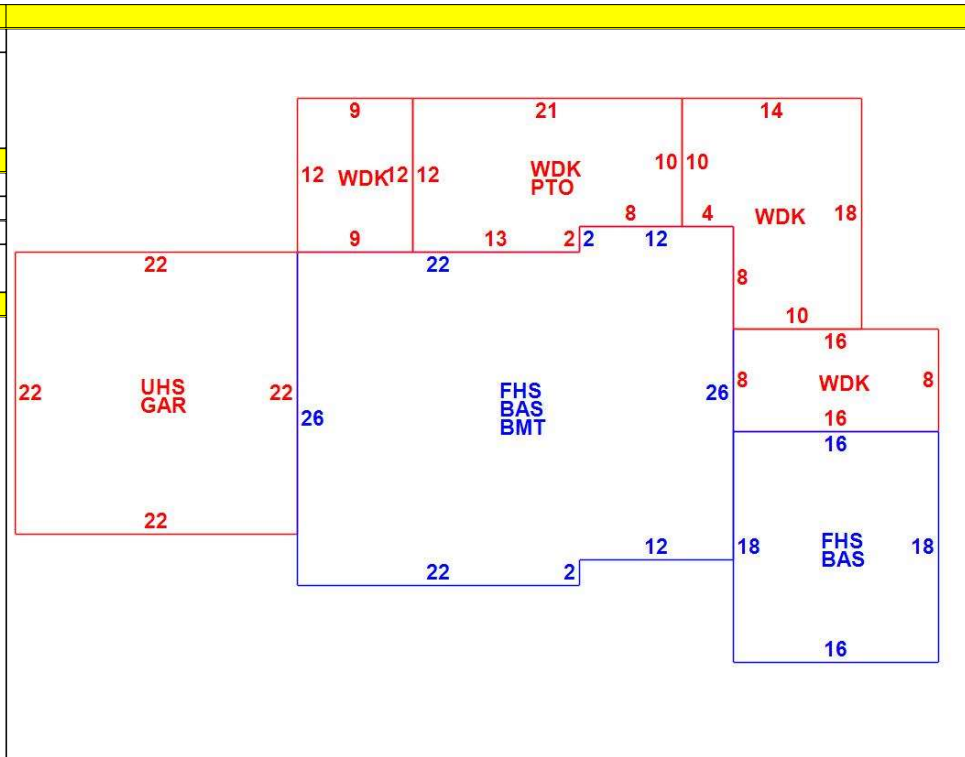 9 21 14
12 WDK 12 12 WDK 10 10 WDK 18
PTO
8 4
9 13 2 2 12
22 22
8
10
16
22 UHS 22 FHS 26 8 WDK 8
GAR 26 BAS 16
BMT
16
22 12 18 FHS 18
BAS
22 2
16